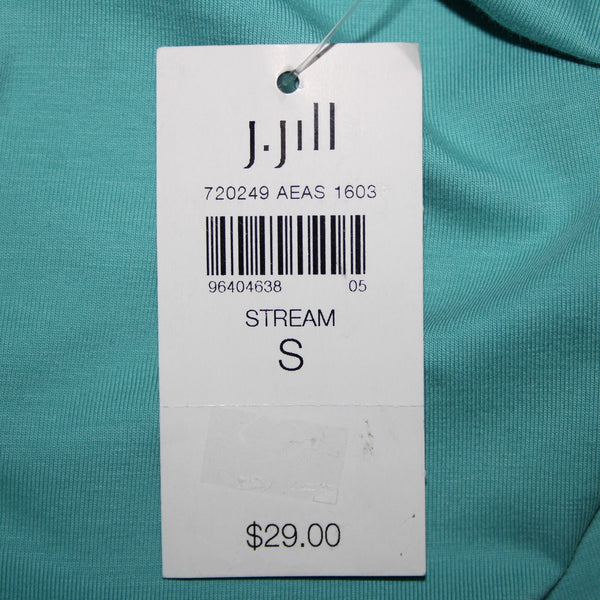 J.Jill
720249 AEAS 1603
96404638 05
STREAM
S
$29.00